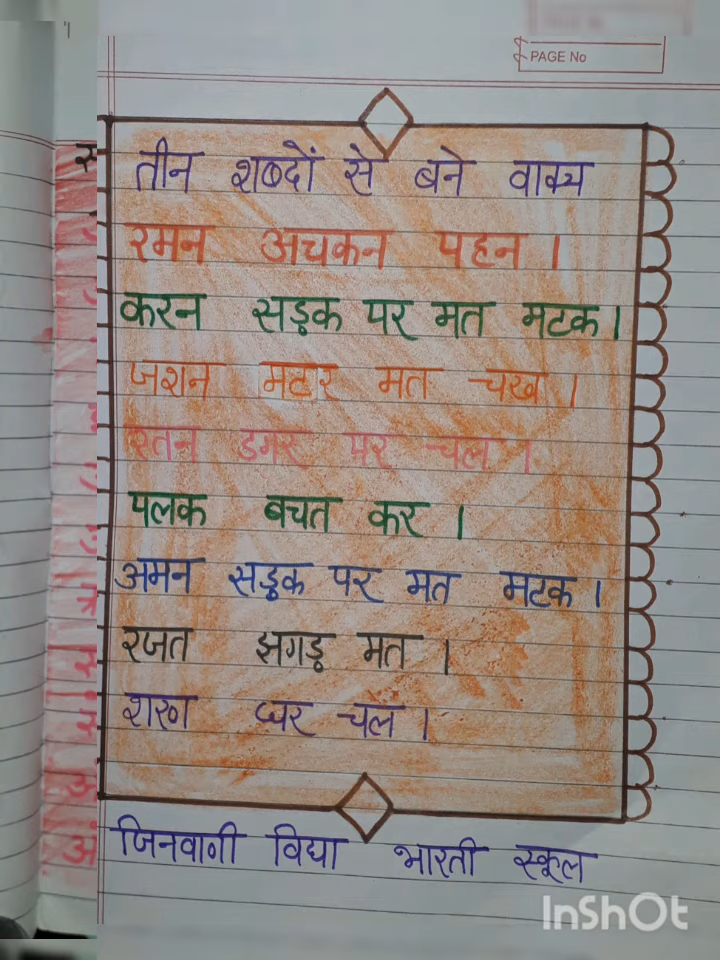 PAGE No
तीन शब्दों से बने वाक्य
रमन अचकन पहन ।
करन सड़क पर मत मटक ।
जशन मटर मत चख ।
रतन डगर पर चल ।
पलक बचत कर ।
अमन सड़क पर मत मटक ।
रजत झगड़ मत ।
घर चल ।
जिनवाणी विद्या भारती स्कूल
InShOt